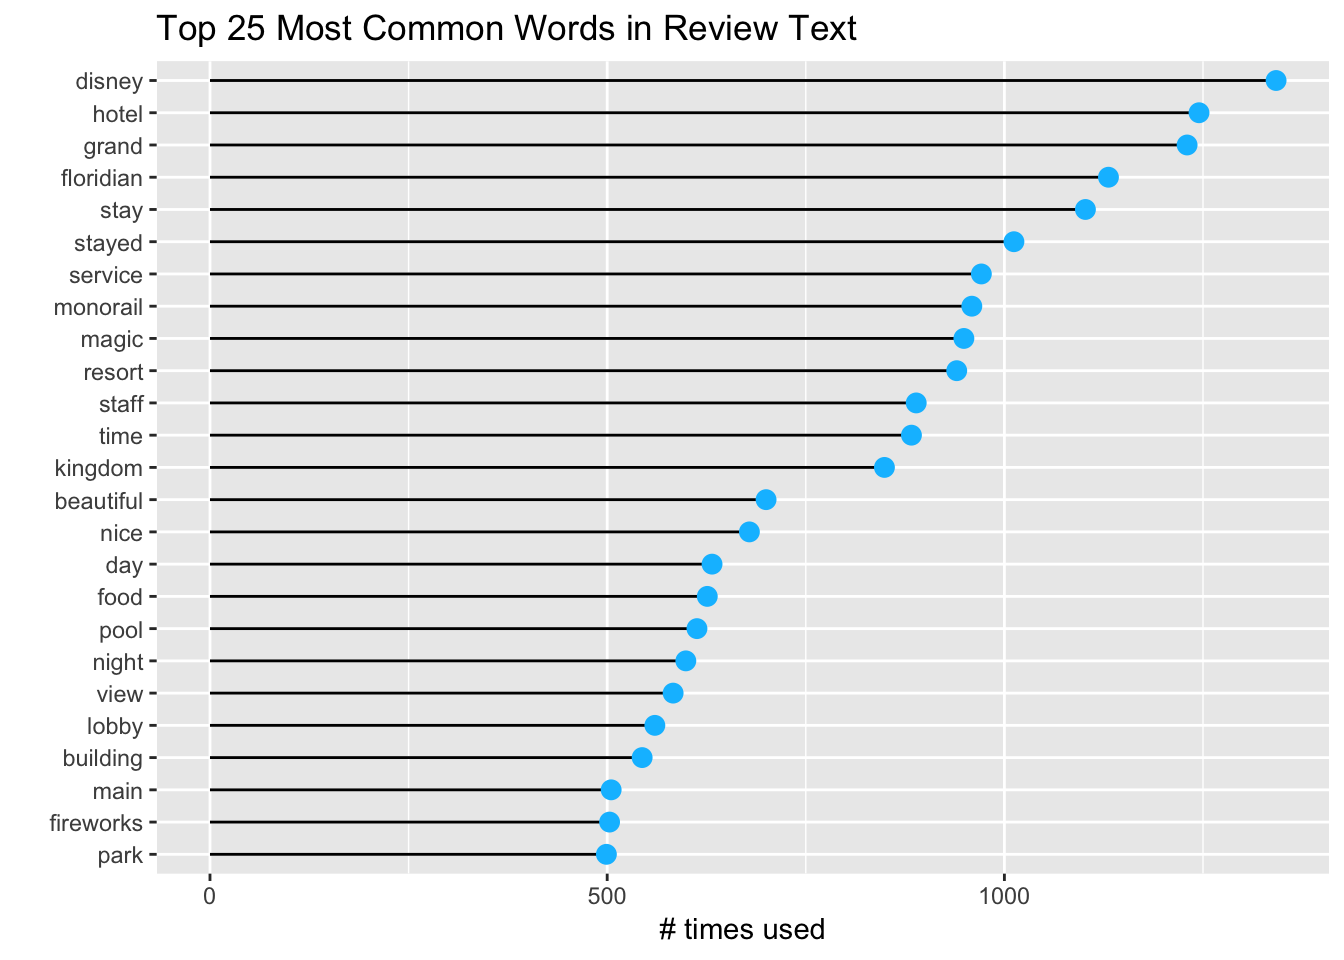 Top 25 Most Common Words in Review Text
disney
hotel
grand
floridian
stay
stayed
service
monorail
magic
resort
staff
time
kingdom
beautiful
nice
day
food
pool
night
view
lobby
building
main
fireworks
park
0 500 1000
# times used